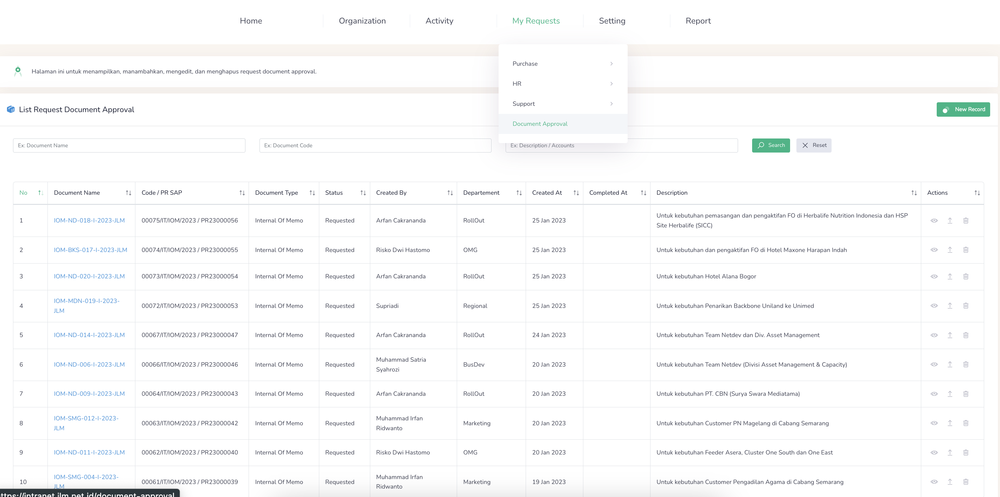 Home Organization Activity My Requests Setting Report
Purchase
HR
Support
Document Approval
Halaman ini untuk menampilkan, manambahkan, mengedit, dan menghapus request document approval.
List Request Document Approval
New Record
Ex: Document Name Ex: Document Code Ex: Description / Accounts Search Reset
No Document Name Code / PR SAP Document Type Status Created By Departement Created At Completed At Description Actions
1 IOM-ND-018-I-2023-JLM 00075/IT/IOM/2023 / PR23000056 Internal Of Memo Requested Arfan Cakrananda RollOut 25 Jan 2023 Untuk kebutuhan pemasangan dan pengaktifan FO di Herbalife Nutrition Indonesia dan HSP
Site Herbalife (SICC)
2 IOM-BKS-017-I-2023-JLM 00074/IT/IOM/2023 / PR23000055 Internal Of Memo Requested Risko Dwi Hastomo OMG 25 Jan 2023 Untuk kebutuhan dan pengaktifan FO di Hotel Maxone Harapan Indah
3 IOM-ND-020-I-2023-JLM 00073/IT/IOM/2023 / PR23000054 Internal Of Memo Requested Arfan Cakrananda RollOut 25 Jan 2023 Untuk kebutuhan Hotel Alana Bogor
4 IOM-MDN-019-I-2023-
JLM 00072/IT/IOM/2023 / PR23000053 Internal Of Memo Requested Supriadi Regional 25 Jan 2023 Untuk kebutuhan Penarikan Backbone Uniland ke Unimed
5 IOM-ND-014-I-2023-JLM 00067/IT/IOM/2023 / PR23000047 Internal Of Memo Requested Arfan Cakrananda RollOut 24 Jan 2023 Untuk kebutuhan Team Netdev dan Div. Asset Management
6 IOM-ND-006-I-2023-JLM 00066/IT/IOM/2023 / PR23000046 Internal Of Memo Requested Muhammad Satria
Syahrozi BusDev 20 Jan 2023 Untuk kebutuhan Team Netdev (Divisi Asset Management & Capacity)
7 IOM-ND-009-I-2023-JLM 00064/IT/IOM/2023 / PR23000043 Internal Of Memo Requested Arfan Cakrananda RollOut 20 Jan 2023 Untuk kebutuhan PT. CBN (Surya Swara Mediatama)
8 IOM-SMG-012-I-2023-
JLM 00063/IT/IOM/2023 / PR23000042 Internal Of Memo Requested Muhammad Irfan
Ridwanto Marketing 20 Jan 2023 Untuk kebutuhan Customer PN Magelang di Cabang Semarang
9 IOM-ND-011-I-2023-JLM 00062/IT/IOM/2023 / PR23000040 Internal Of Memo Requested Risko Dwi Hastomo OMG 20 Jan 2023 Untuk kebutuhan Feeder Asera, Cluster One South dan One East
10 IOM-SMG-004-I-2023-
JLM 00061/IT/IOM/2023 / PR23000039 Internal Of Memo Requested Muhammad Irfan
Ridwanto Marketing 19 Jan 2023 Untuk kebutuhan Customer Pengadilan Agama di Cabang Semarang
ttps://intranet.jlm.net.id/document-approval